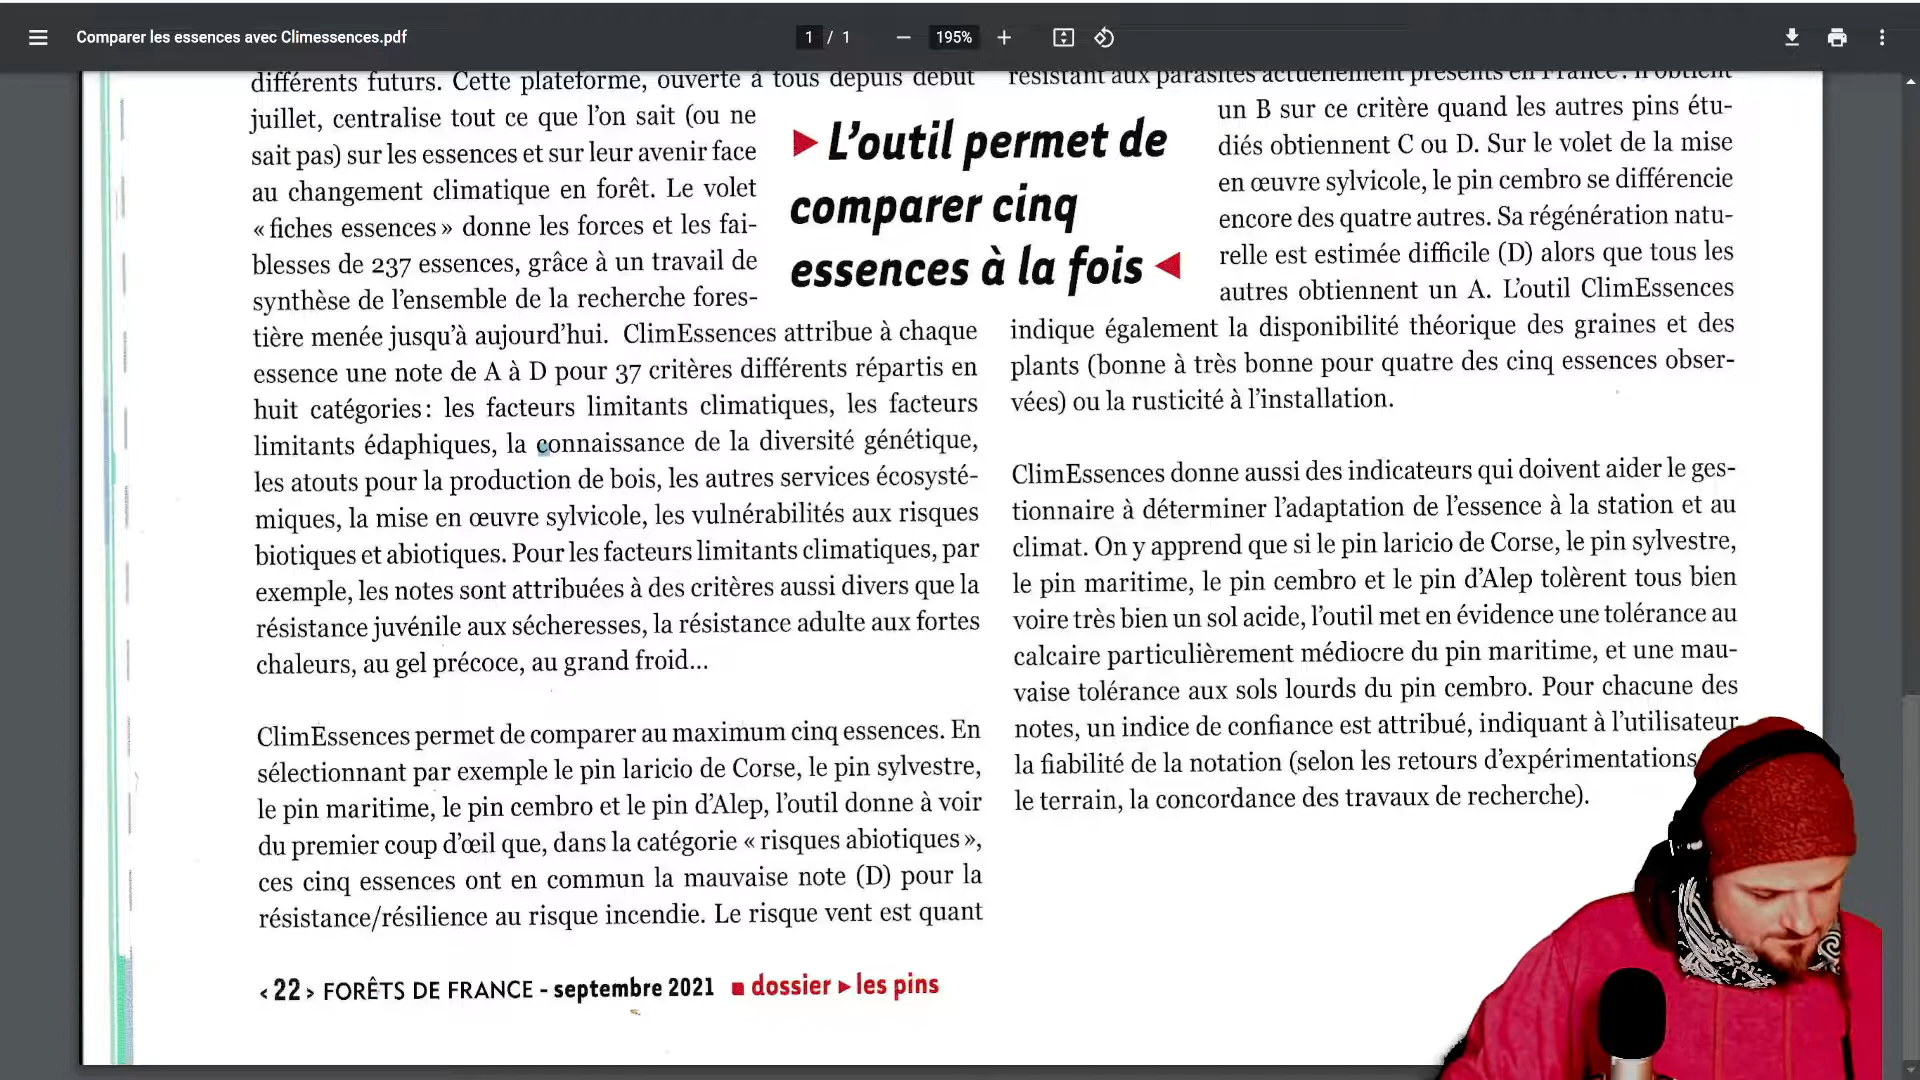 Comparer les essences avec Climessences.pdf
1 / 1
195%
différents futurs. Cette plateforme, ouverte à tous depuis début
juillet, centralise tout ce que l’on sait (ou ne
sait pas) sur les essences et sur leur avenir face
au changement climatique en forêt. Le volet
« fiches essences » donne les forces et les fai-
blesses de 237 essences, grâce à un travail de
synthèse de l’ensemble de la recherche fores-
tière menée jusqu’à aujourd’hui. ClimEssences attribue à chaque
essence une note de A à D pour 37 critères différents répartis en
huit catégories : les facteurs limitants climatiques, les facteurs
limitants édaphiques, la connaissance de la diversité génétique,
les atouts pour la production de bois, les autres services écosysté-
miques, la mise en œuvre sylvicole, les vulnérabilités aux risques
biotiques et abiotiques. Pour les facteurs limitants climatiques, par
exemple, les notes sont attribuées à des critères aussi divers que la
résistance juvénile aux sécheresses, la résistance adulte aux fortes
chaleurs, au gel précoce, au grand froid...
ClimEssences permet de comparer au maximum cinq essences. En
sélectionnant par exemple le pin laricio de Corse, le pin sylvestre,
le pin maritime, le pin cembro et le pin d’Alep, l’outil donne à voir
du premier coup d’œil que, dans la catégorie « risques abiotiques »,
ces cinq essences ont en commun la mauvaise note (D) pour la
résistance/résilience au risque incendie. Le risque vent est quant
▶ L’outil permet de
comparer cinq
essences à la fois ◀
résistant aux parasites actuellement présents en France : il obtient
un B sur ce critère quand les autres pins étu-
diés obtiennent C ou D. Sur le volet de la mise
en œuvre sylvicole, le pin cembro se différencie
encore des quatre autres. Sa régénération natu-
relle est estimée difficile (D) alors que tous les
autres obtiennent un A. L’outil ClimEssences
indique également la disponibilité théorique des graines et des
plants (bonne à très bonne pour quatre des cinq essences obser-
vées) ou la rusticité à l’installation.
ClimEssences donne aussi des indicateurs qui doivent aider le ges-
tionnaire à déterminer l’adaptation de l’essence à la station et au
climat. On y apprend que si le pin laricio de Corse, le pin sylvestre,
le pin maritime, le pin cembro et le pin d’Alep tolèrent tous bien
voire très bien un sol acide, l’outil met en évidence une tolérance au
calcaire particulièrement médiocre du pin maritime, et une mau-
vaise tolérance aux sols lourds du pin cembro. Pour chacune des
notes, un indice de confiance est attribué, indiquant à l’utilisateur
la fiabilité de la notation (selon les retours d’expérimentations
le terrain, la concordance des travaux de recherche).
‹ 22 › FORÊTS DE FRANCE - septembre 2021 ■ dossier ▶ les pins